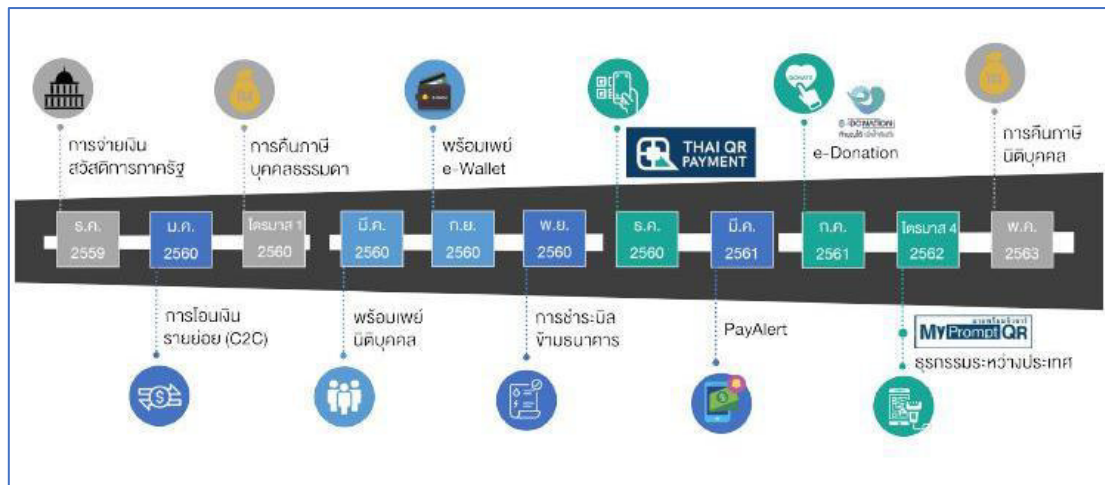 การจ่ายเงิน
สวัสดิการภาครัฐ
การคืนภาษี
บุคคลธรรมดา
พร้อมเพย์
e-Wallet
THAI QR
PAYMENT
DONATE
e-Donation
การคืนภาษี
นิติบุคคล
ธ.ค.
2559
ม.ค.
2560
ไตรมาส 1
2560
มี.ค.
2560
ก.ย.
2560
พ.ย.
2560
ธ.ค.
2560
มี.ค.
2561
ก.ค.
2561
ไตรมาส 4
2562
พ.ค.
2563
การโอนเงิน
รายย่อย (C2C)
พร้อมเพย์
นิติบุคคล
การชำระบิล
ข้ามธนาคาร
PayAlert
MyPromptQR
ธุรกรรมระหว่างประเทศ